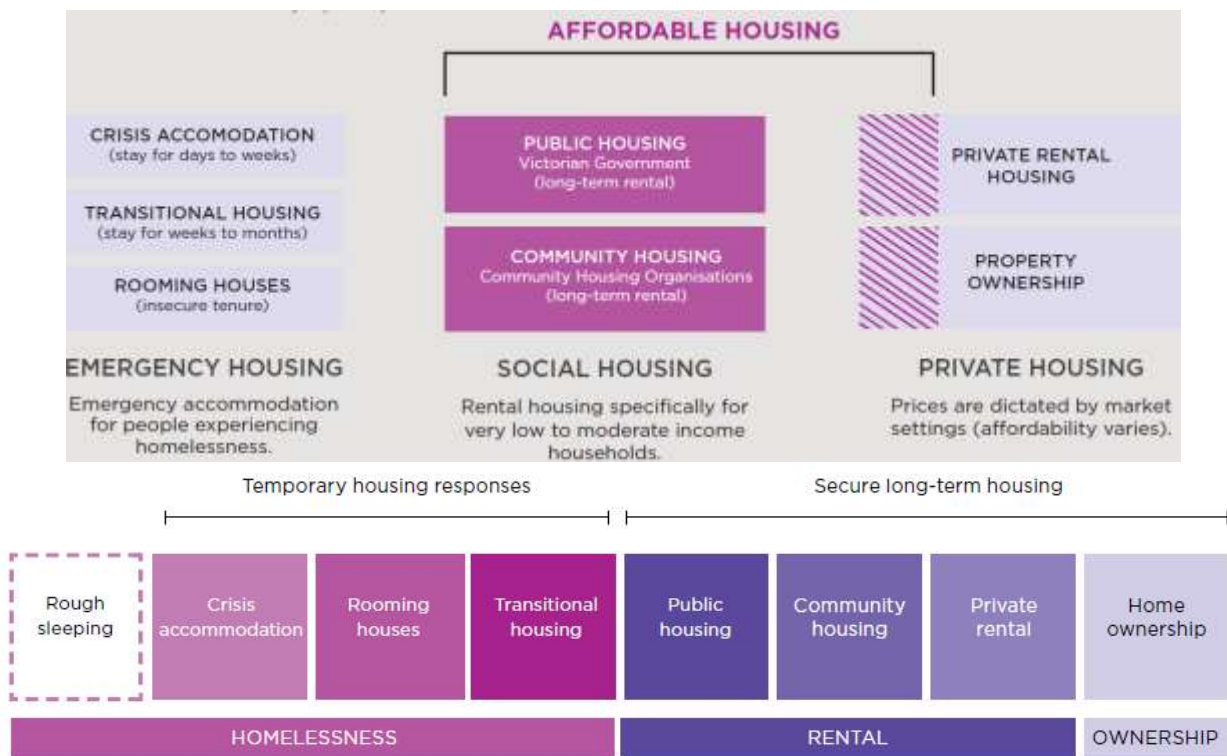 AFFORDABLE HOUSING
CRISIS ACCOMODATION
(stay for days to weeks)
TRANSITIONAL HOUSING
(stay for weeks to months)
ROOMING HOUSES
(insecure tenure)
EMERGENCY HOUSING
Emergency accommodation
for people experiencing
homelessness.
PUBLIC HOUSING
Victorian Government
(long-term rental)
COMMUNITY HOUSING
Community Housing Organisations
(long-term rental)
SOCIAL HOUSING
Rental housing specifically for
very low to moderate income
households.
PRIVATE RENTAL
HOUSING
PROPERTY
OWNERSHIP
PRIVATE HOUSING
Prices are dictated by market
settings (affordability varies).
Temporary housing responses
Secure long-term housing
Rough
sleeping
Crisis
accommodation
Rooming
houses
Transitional
housing
Public
housing
Community
housing
Private
rental
Home
ownership
HOMELESSNESS
RENTAL
OWNERSHIP